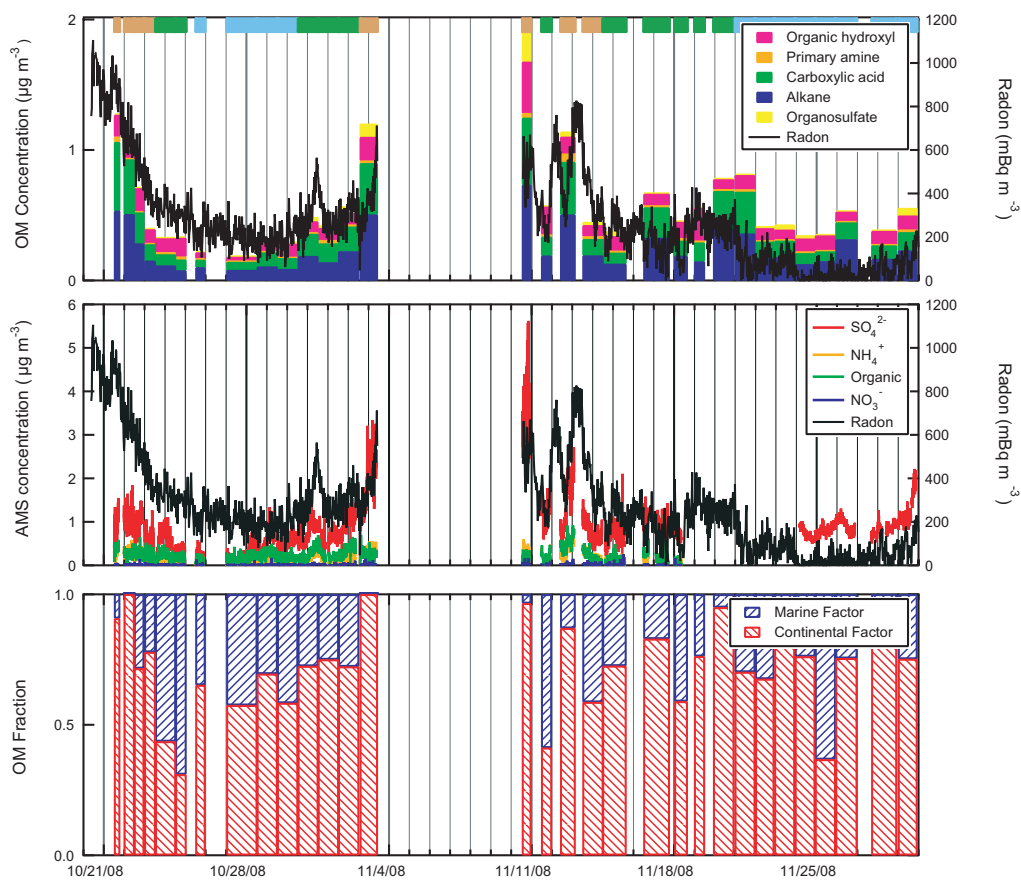 OM Concentration (µg m⁻³)
2
1
0
Organic hydroxyl
Primary amine
Carboxylic acid
Alkane
Organosulfate
Radon
1200
1000
800
600
400
200
0
Radon (mBq m⁻³)
AMS concentration (µg m⁻³)
6
5
4
3
2
1
0
SO₄²⁻
NH₄⁺
Organic
NO₃⁻
Radon
1200
1000
800
600
400
200
0
Radon (mBq m⁻³)
OM Fraction
1.0
0.5
0.0
Marine Factor
Continental Factor
10/21/08 10/28/08 11/4/08 11/11/08 11/18/08 11/25/08